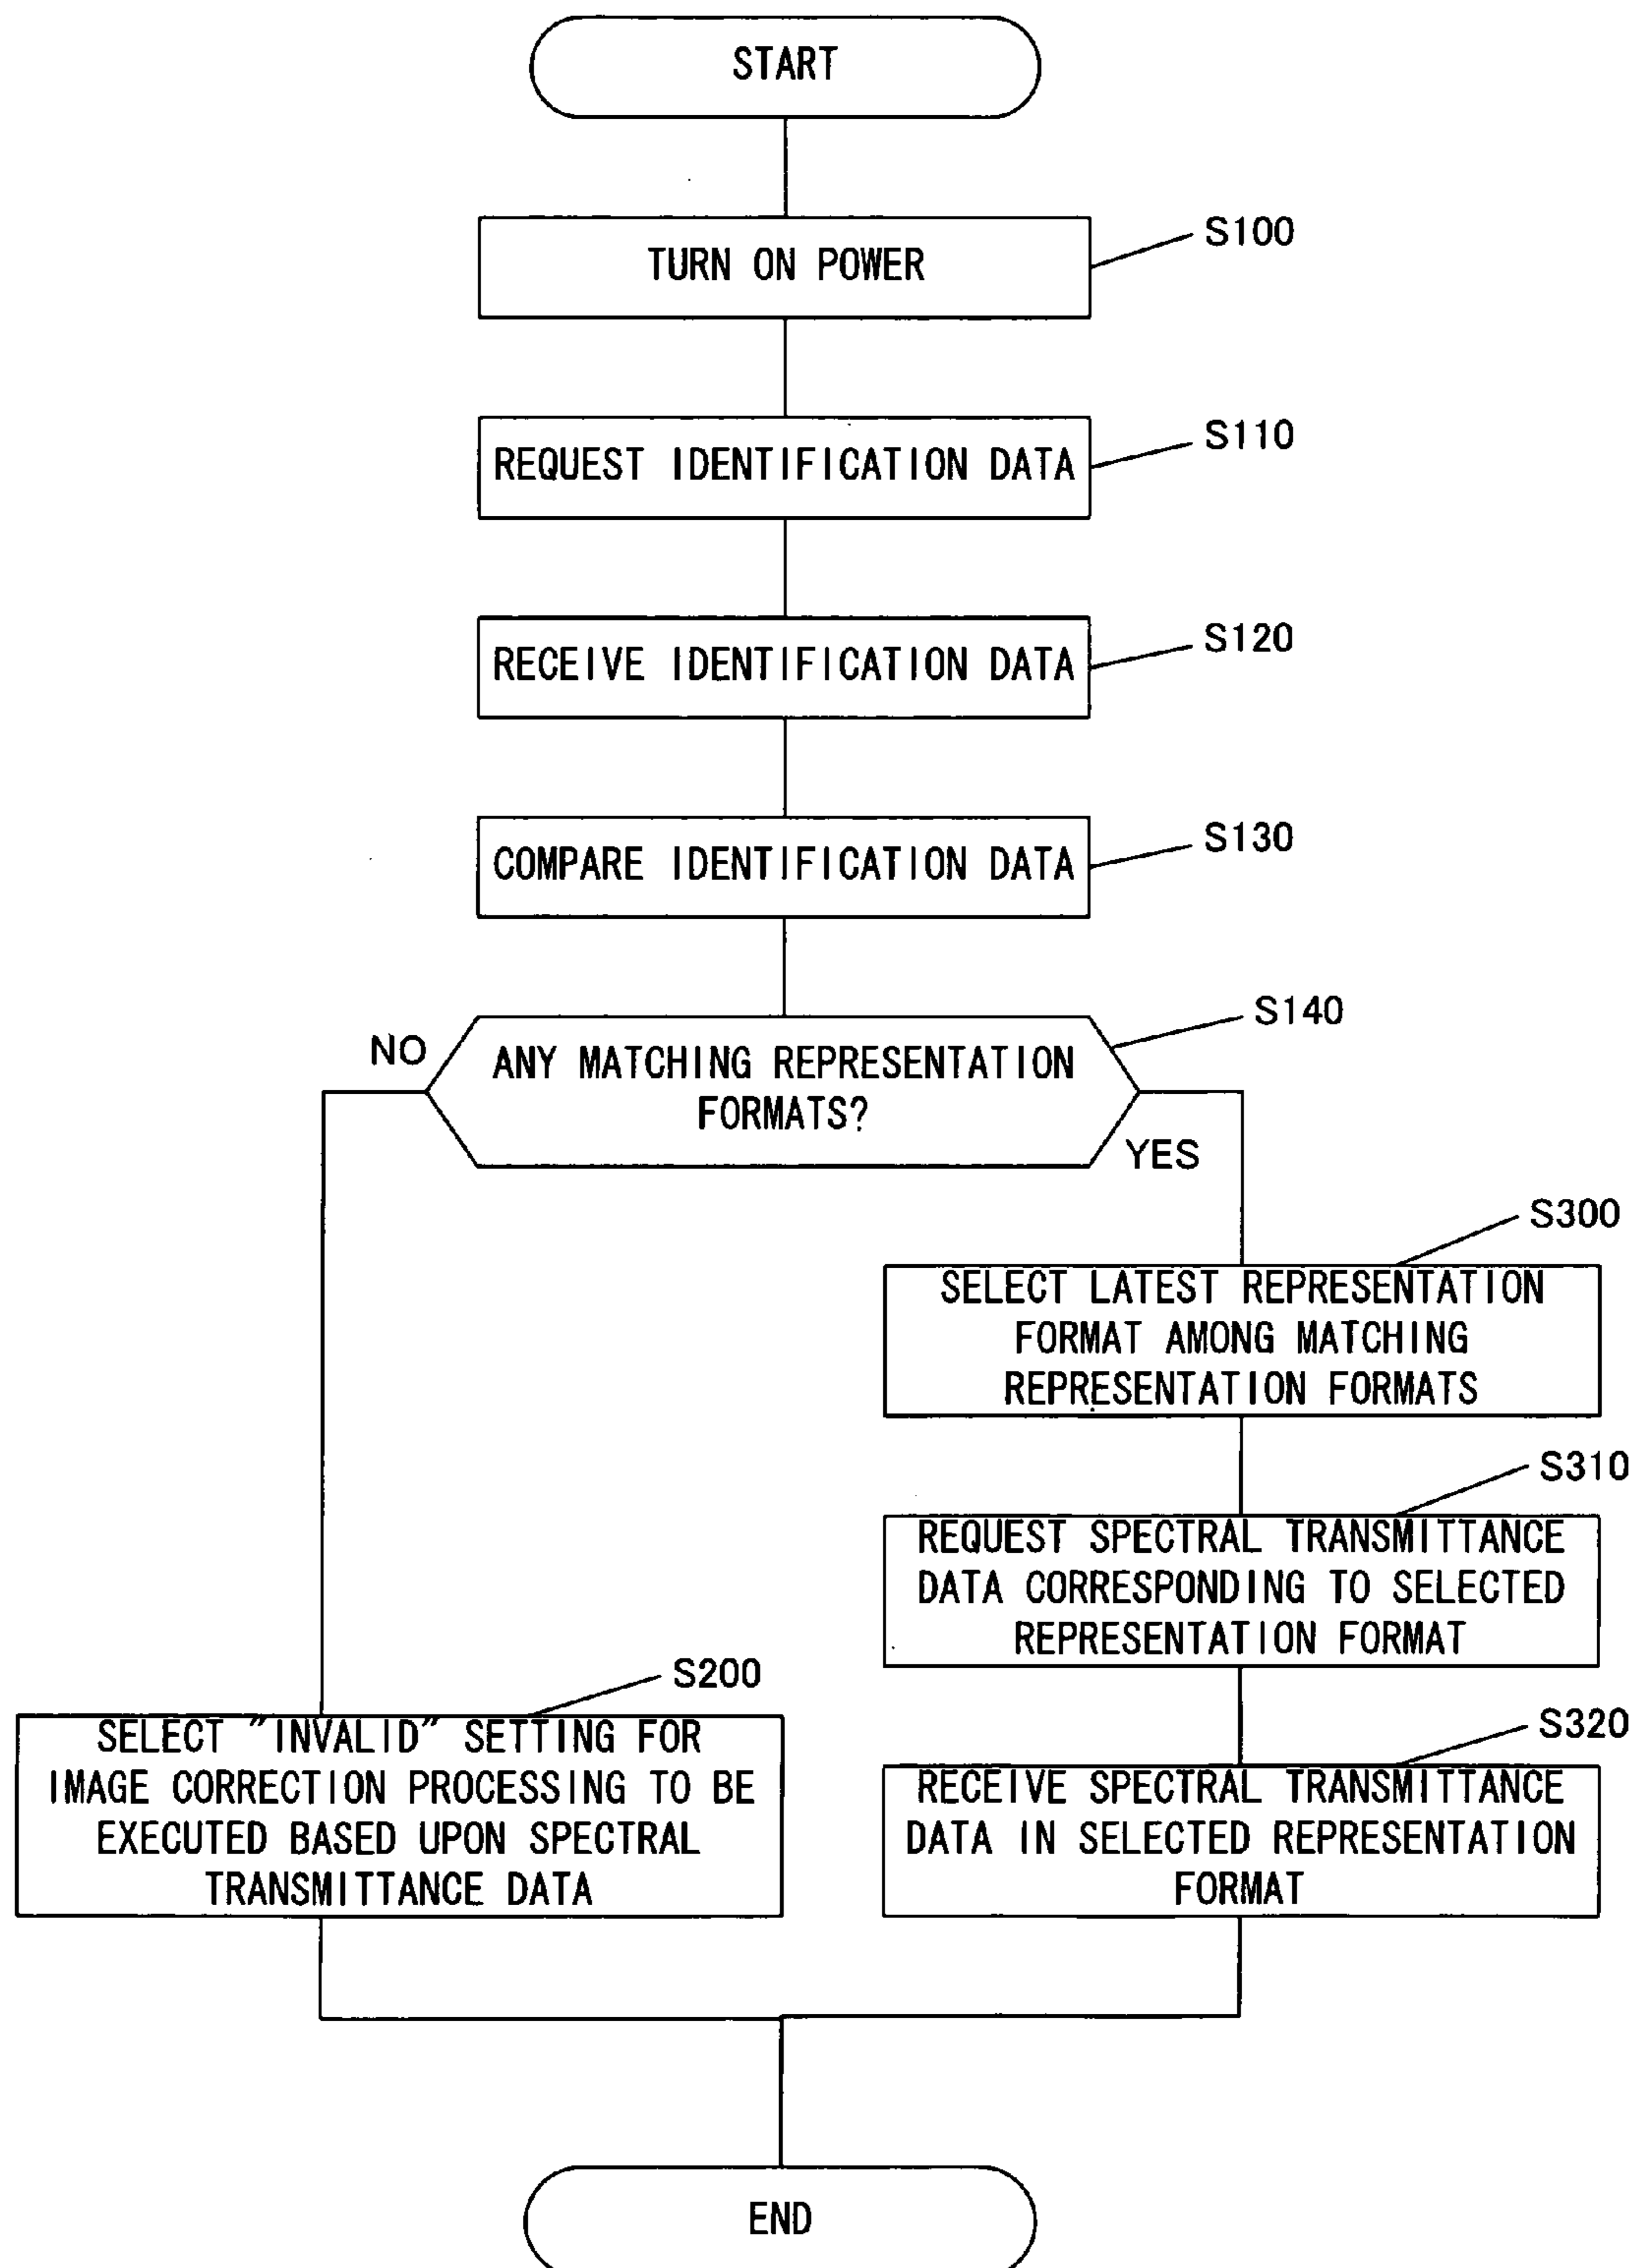 START
TURN ON POWER
S100
REQUEST IDENTIFICATION DATA
S110
RECEIVE IDENTIFICATION DATA
S120
COMPARE IDENTIFICATION DATA
S130
S140
NO
ANY MATCHING REPRESENTATION
FORMATS?
YES
S300
SELECT LATEST REPRESENTATION
FORMAT AMONG MATCHING
REPRESENTATION FORMATS
S310
REQUEST SPECTRAL TRANSMITTANCE
DATA CORRESPONDING TO SELECTED
REPRESENTATION FORMAT
S200
SELECT "INVALID" SETTING FOR
IMAGE CORRECTION PROCESSING TO BE
EXECUTED BASED UPON SPECTRAL
TRANSMITTANCE DATA
S320
RECEIVE SPECTRAL TRANSMITTANCE
DATA IN SELECTED REPRESENTATION
FORMAT
END